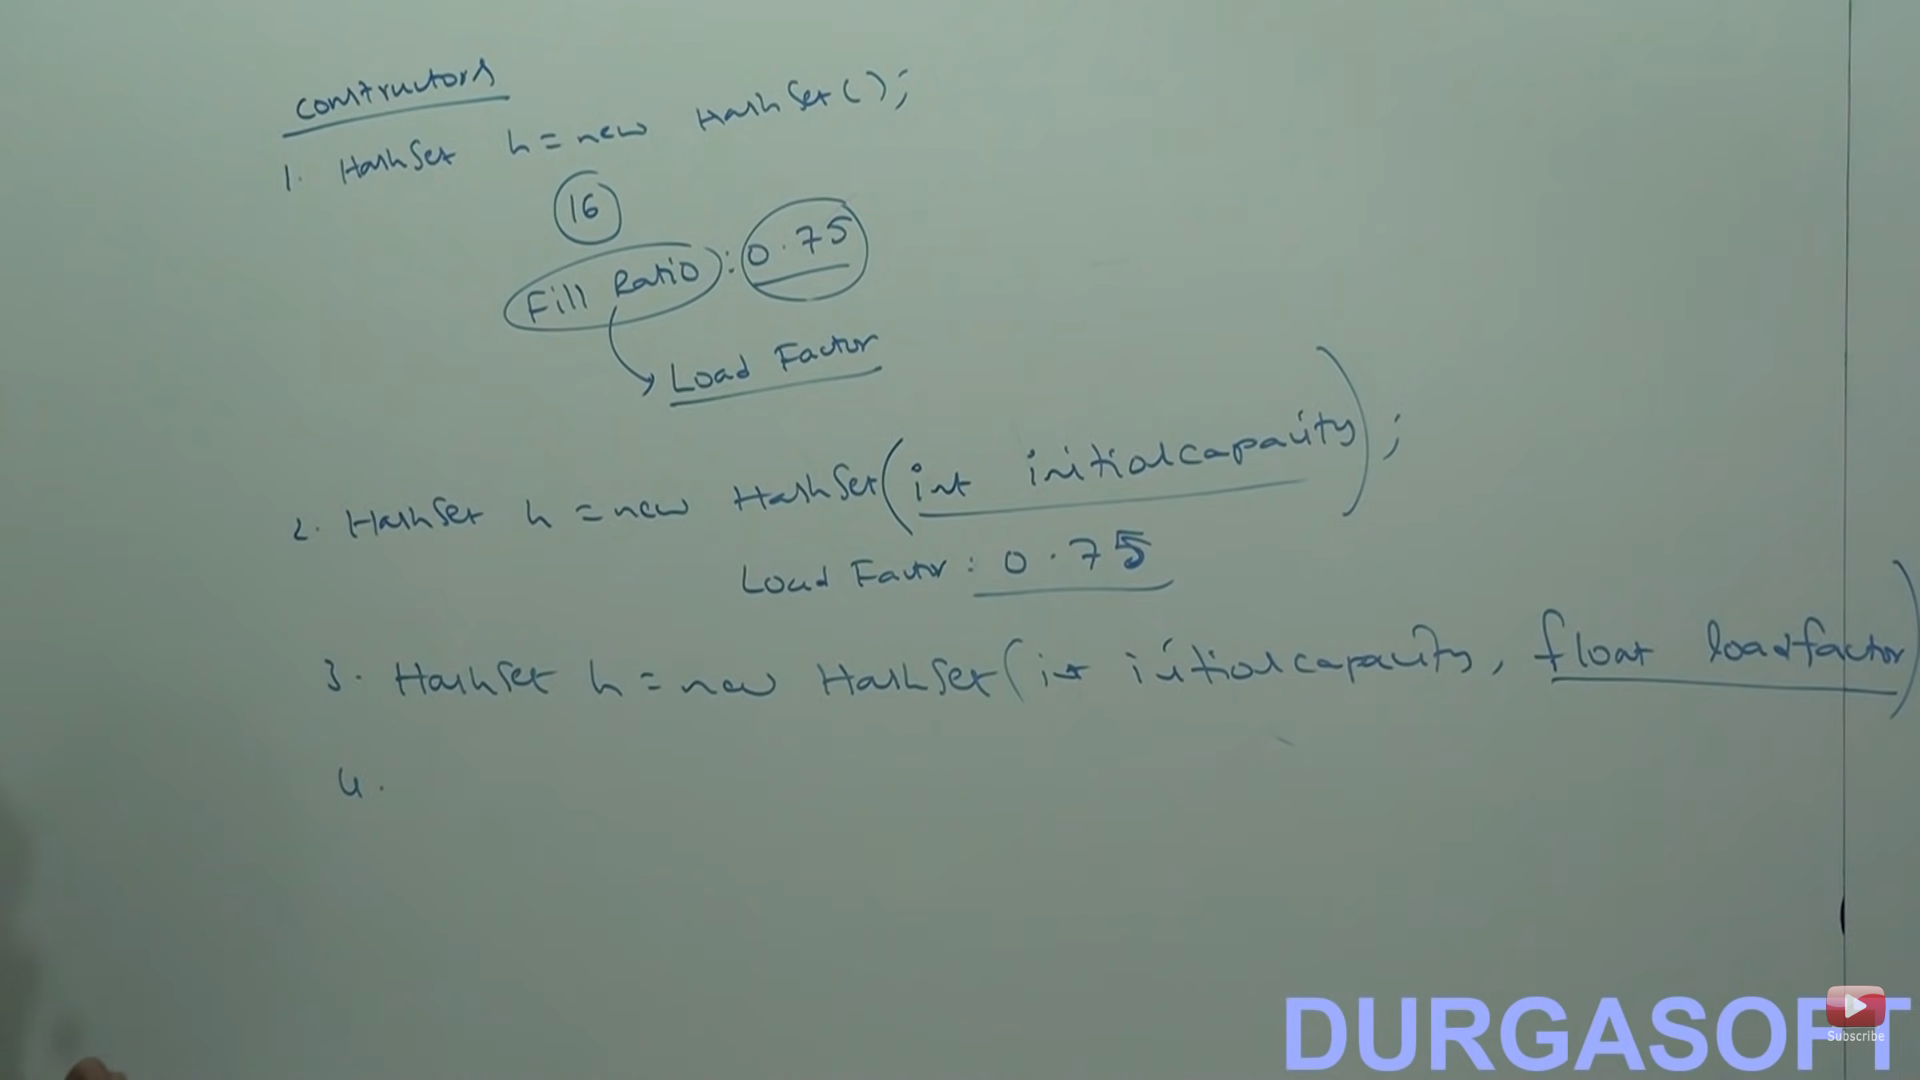 constructors
1. HashSet h = new HashSet();
16
Fill Ratio : 0.75
Load Factor
2. HashSet h = new HashSet(int initialcapacity);
Load Factor : 0.75
3. HashSet h = new HashSet(int initialcapacity, float loadfactor)
4.
DURGASOFT
Subscribe